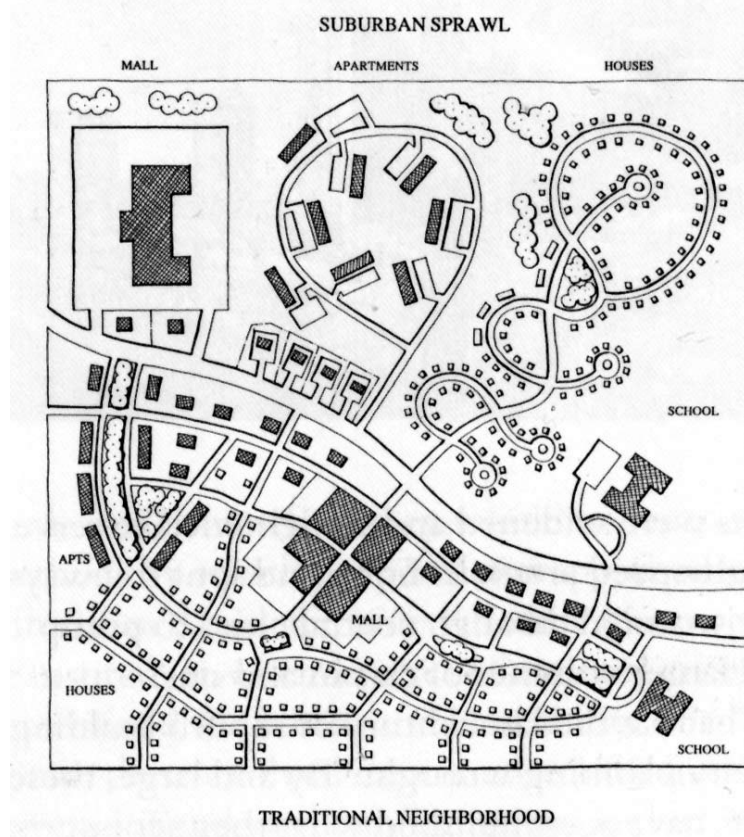 SUBURBAN SPRAWL
MALL APARTMENTS HOUSES
SCHOOL
APTS
MALL
HOUSES
SCHOOL
TRADITIONAL NEIGHBORHOOD